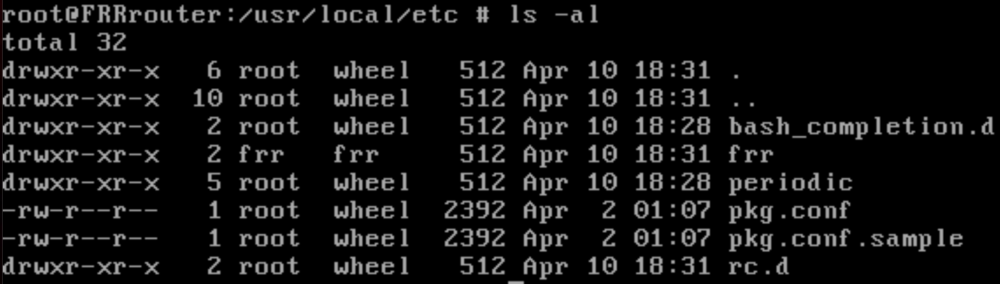 root@FRRrouter:/usr/local/etc # ls -al
total 32
drwxr-xr-x   6 root  wheel   512 Apr 10 18:31 .
drwxr-xr-x  10 root  wheel   512 Apr 10 18:31 ..
drwxr-xr-x   2 root  wheel   512 Apr 10 18:28 bash_completion.d
drwxr-xr-x   2 frr   frr     512 Apr 10 18:31 frr
drwxr-xr-x   5 root  wheel   512 Apr 10 18:28 periodic
-rw-r--r--   1 root  wheel  2392 Apr  2 01:07 pkg.conf
-rw-r--r--   1 root  wheel  2392 Apr  2 01:07 pkg.conf.sample
drwxr-xr-x   2 root  wheel   512 Apr 10 18:31 rc.d